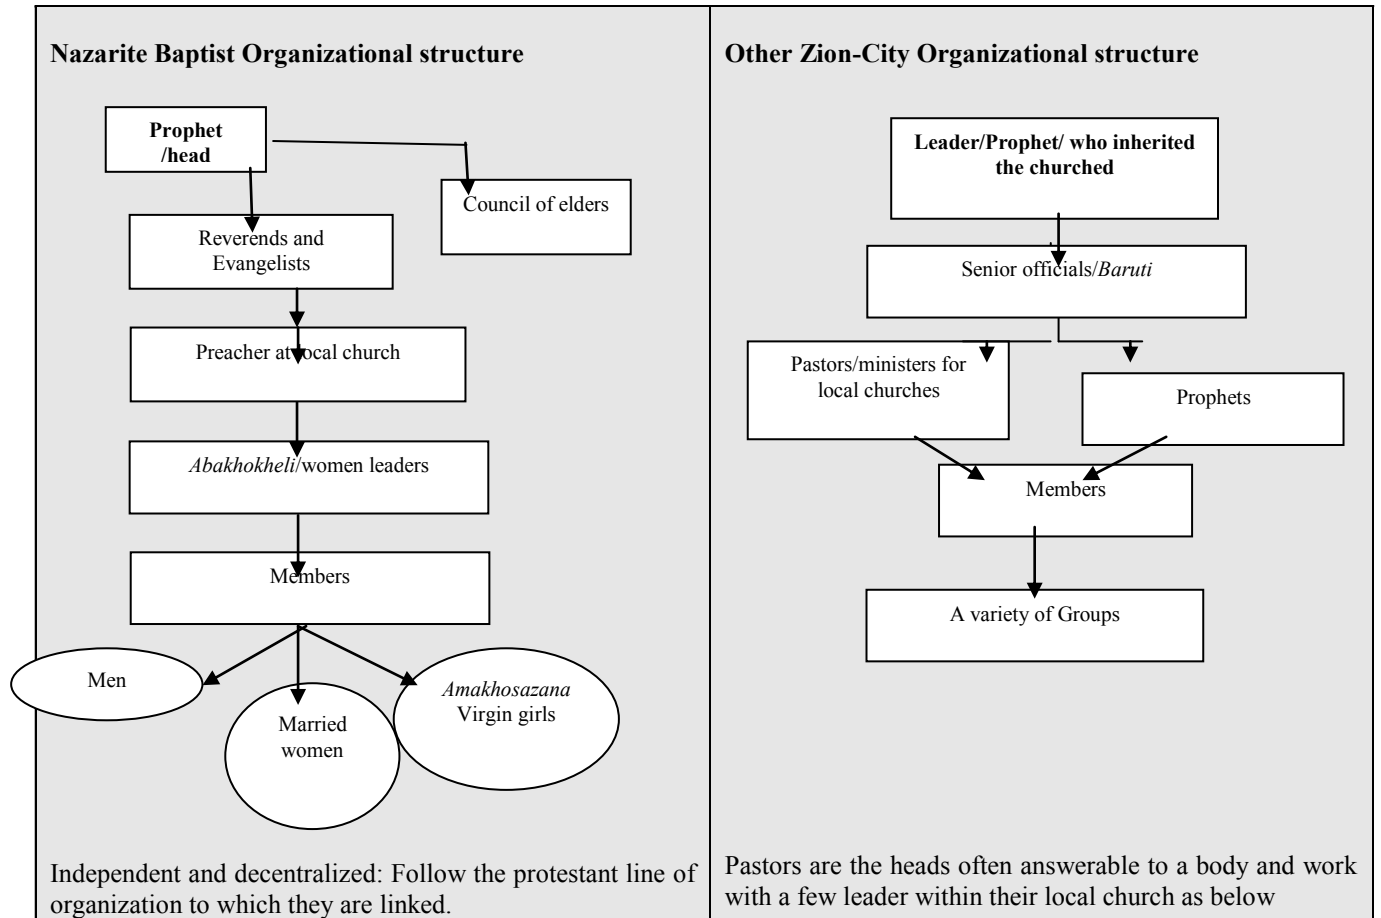 Nazarite Baptist Organizational structure
Prophet
/head
Council of elders
Reverends and
Evangelists
Preacher at local church
Abakhokheli/women leaders
Members
Men
Married
women
Amakhosazana
Virgin girls
Independent and decentralized: Follow the protestant line of
organization to which they are linked.
Other Zion-City Organizational structure
Leader/Prophet/ who inherited
the churched
Senior officials/Baruti
Pastors/ministers for
local churches
Prophets
Members
A variety of Groups
Pastors are the heads often answerable to a body and work
with a few leader within their local church as below